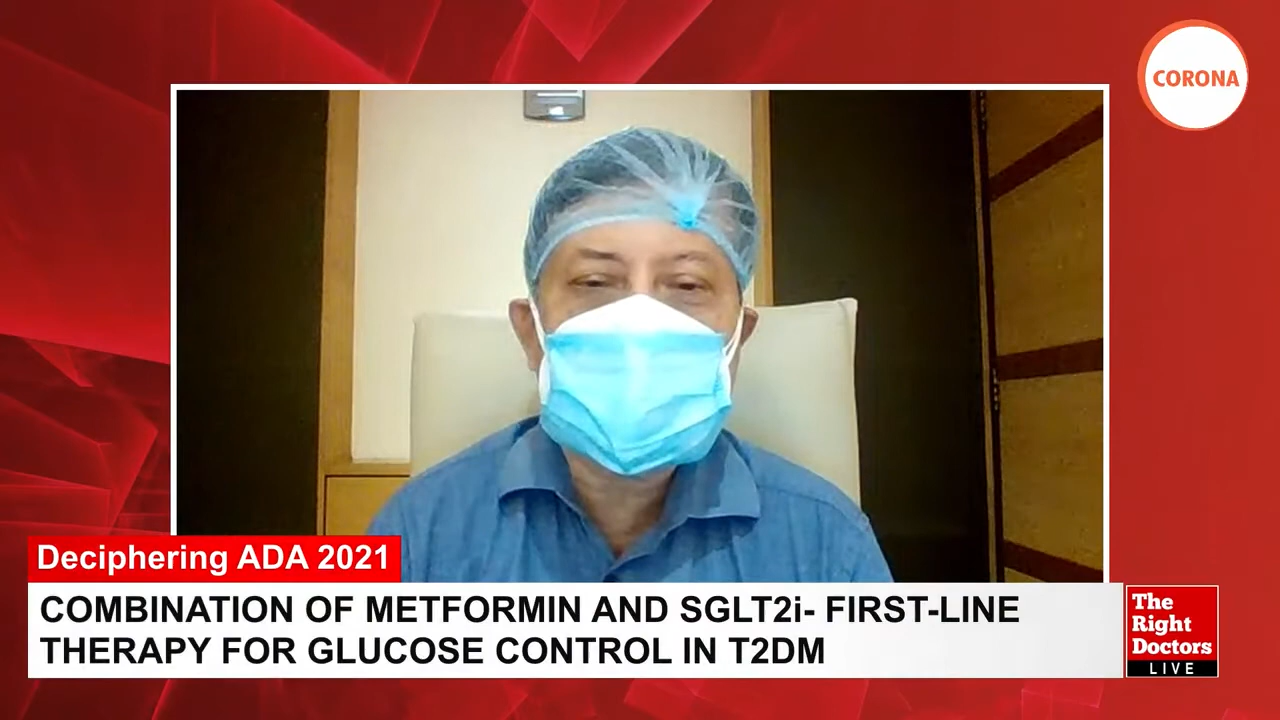 CORONA
Deciphering ADA 2021
COMBINATION OF METFORMIN AND SGLT2i- FIRST-LINE
THERAPY FOR GLUCOSE CONTROL IN T2DM
The
Right
Doctors
LIVE